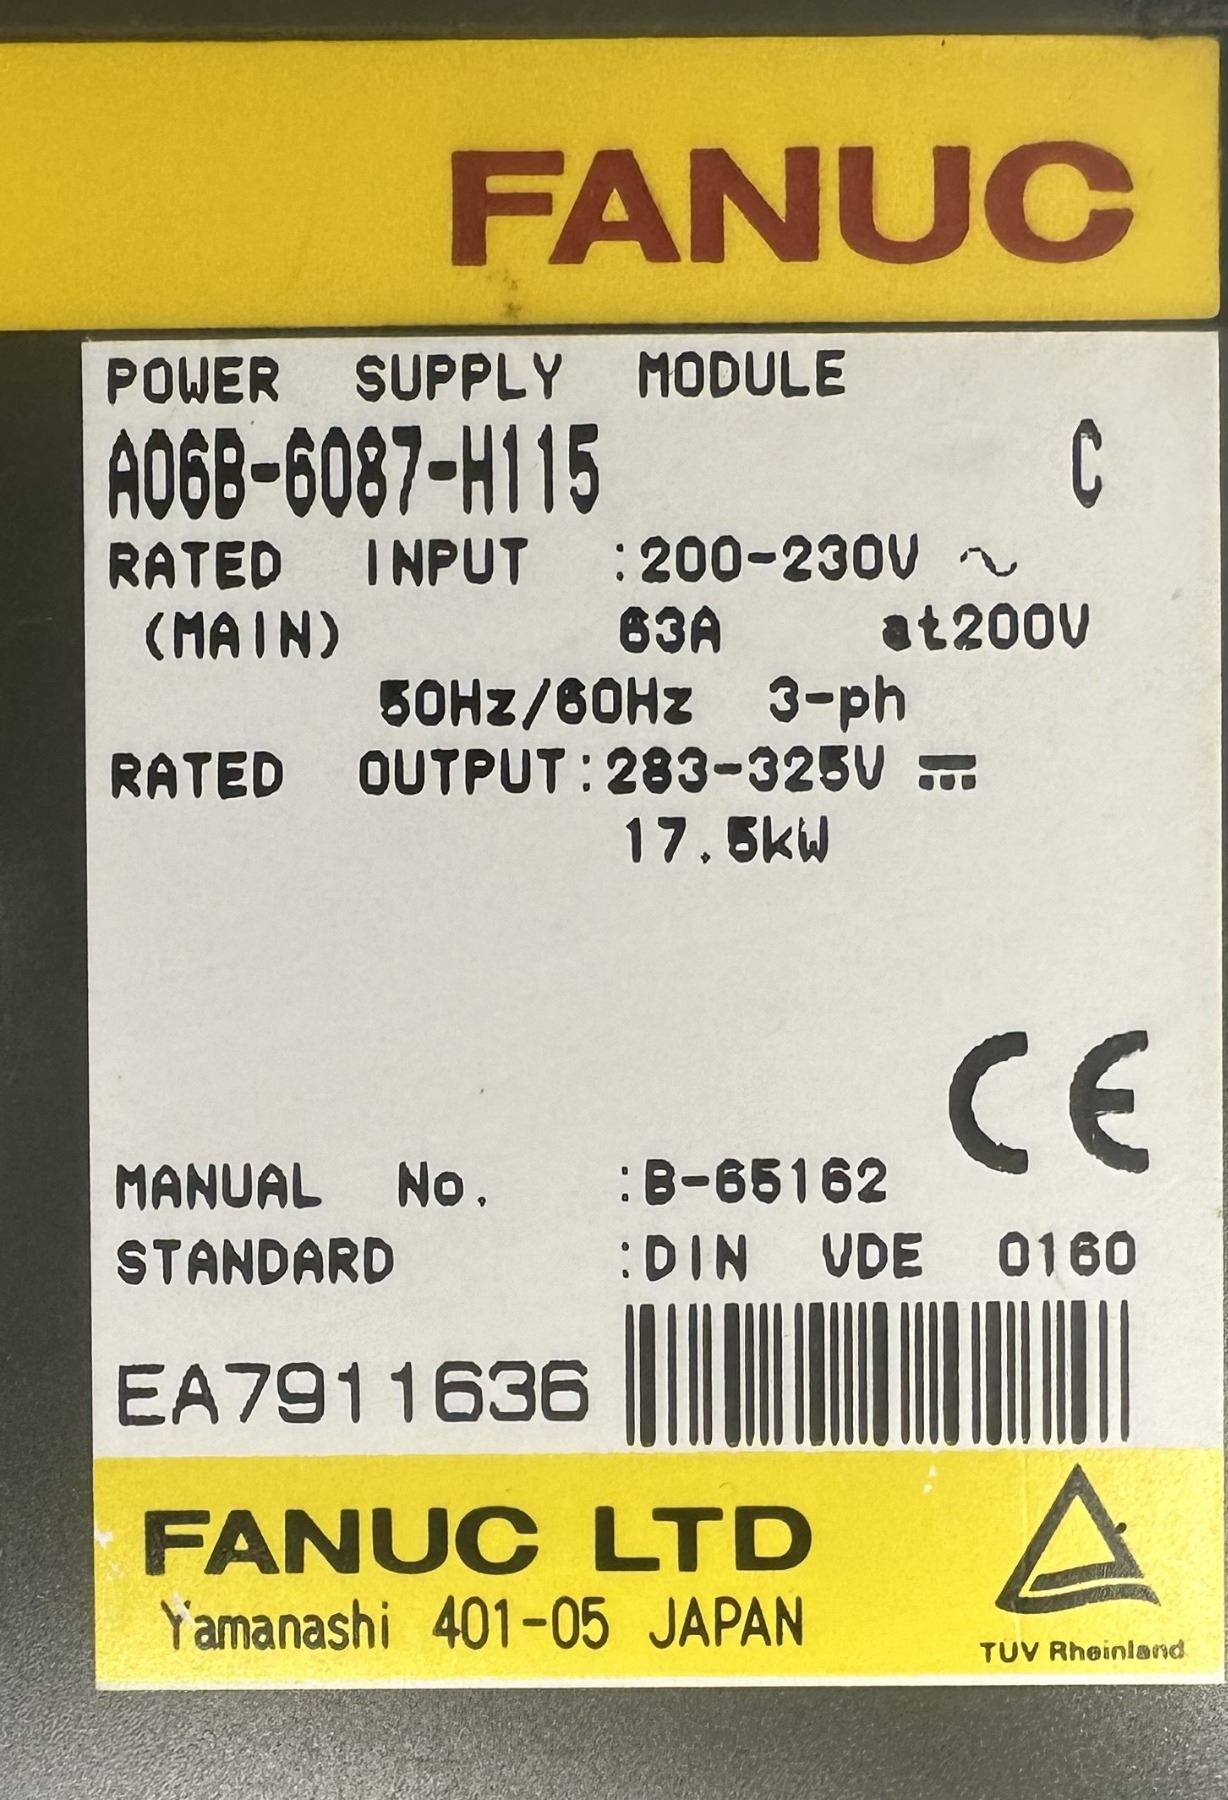 FANUC
POWER SUPPLY MODULE
A06B-6087-H115 C
RATED INPUT :200-230V ~
(MAIN) 63A at200V
50Hz/60Hz 3-ph
RATED OUTPUT:283-325V ⎓
17.5kW
CE
MANUAL No. :B-65162
STANDARD :DIN VDE 0160
EA7911636
FANUC LTD
Yamanashi 401-05 JAPAN
TUV Rheinland